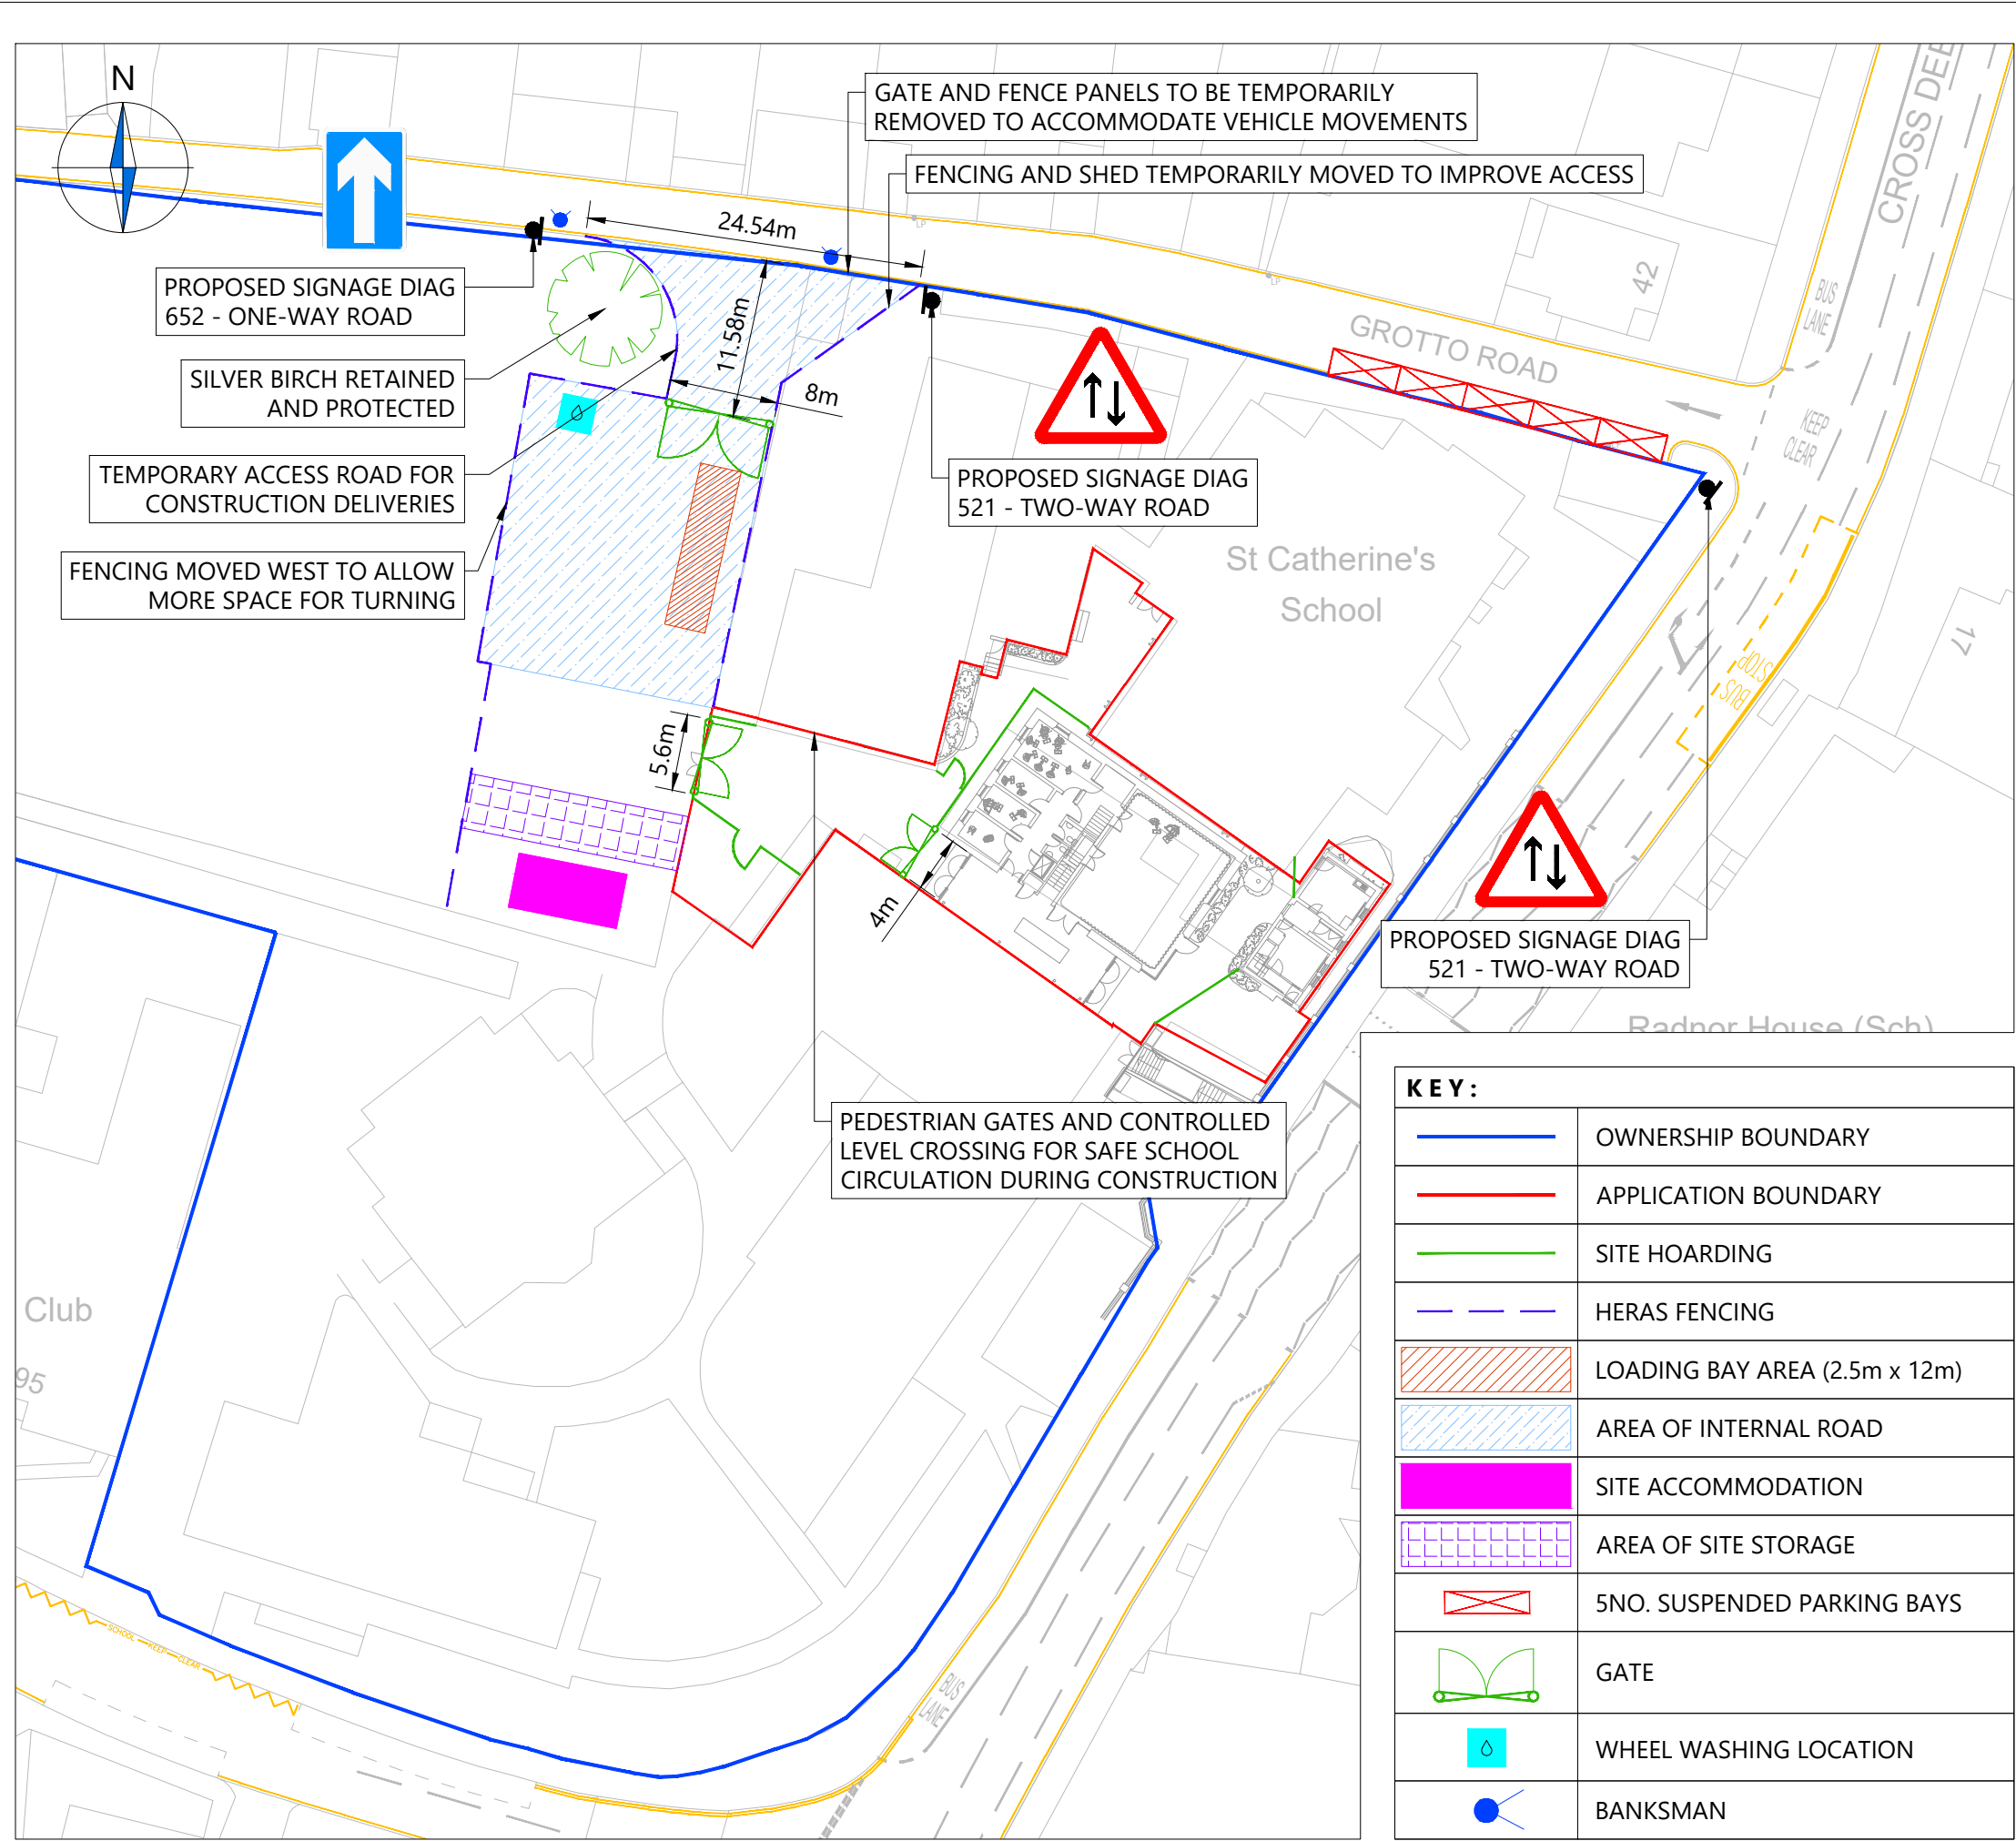 N
GATE AND FENCE PANELS TO BE TEMPORARILY
REMOVED TO ACCOMMODATE VEHICLE MOVEMENTS
FENCING AND SHED TEMPORARILY MOVED TO IMPROVE ACCESS
CROSS DEE
24.54m
LP
LP
42
BUS
LANE
PROPOSED SIGNAGE DIAG
652 - ONE-WAY ROAD
11.58m
GROTTO ROAD
SILVER BIRCH RETAINED
AND PROTECTED
8m
KEEP
CLEAR
TEMPORARY ACCESS ROAD FOR
CONSTRUCTION DELIVERIES
PROPOSED SIGNAGE DIAG
521 - TWO-WAY ROAD
FENCING MOVED WEST TO ALLOW
MORE SPACE FOR TURNING
St Catherine's
School
17
BUS
STOP
5.6m
4m
PROPOSED SIGNAGE DIAG
521 - TWO-WAY ROAD
Radnor House (Sch)
PEDESTRIAN GATES AND CONTROLLED
LEVEL CROSSING FOR SAFE SCHOOL
CIRCULATION DURING CONSTRUCTION
Club
95
SCHOOL KEEP CLEAR
BUS
LANE
KEY:
OWNERSHIP BOUNDARY
APPLICATION BOUNDARY
SITE HOARDING
HERAS FENCING
LOADING BAY AREA (2.5m x 12m)
AREA OF INTERNAL ROAD
SITE ACCOMMODATION
AREA OF SITE STORAGE
5NO. SUSPENDED PARKING BAYS
GATE
WHEEL WASHING LOCATION
BANKSMAN